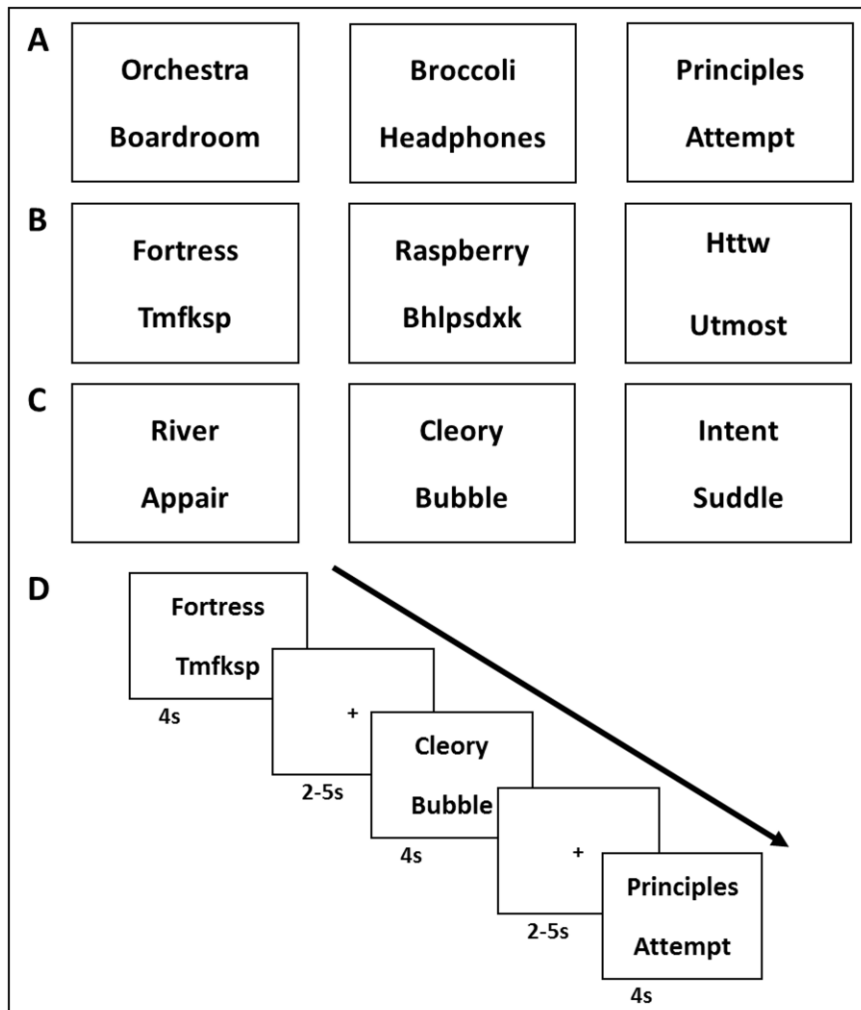 A
Orchestra
Boardroom
Broccoli
Headphones
Principles
Attempt
B
Fortress
Tmfksp
Raspberry
Bhlpsdxk
Httw
Utmost
C
River
Appair
Cleory
Bubble
Intent
Suddle
D
Fortress
Tmfksp
4s
+
2-5s
Cleory
Bubble
4s
+
2-5s
Principles
Attempt
4s